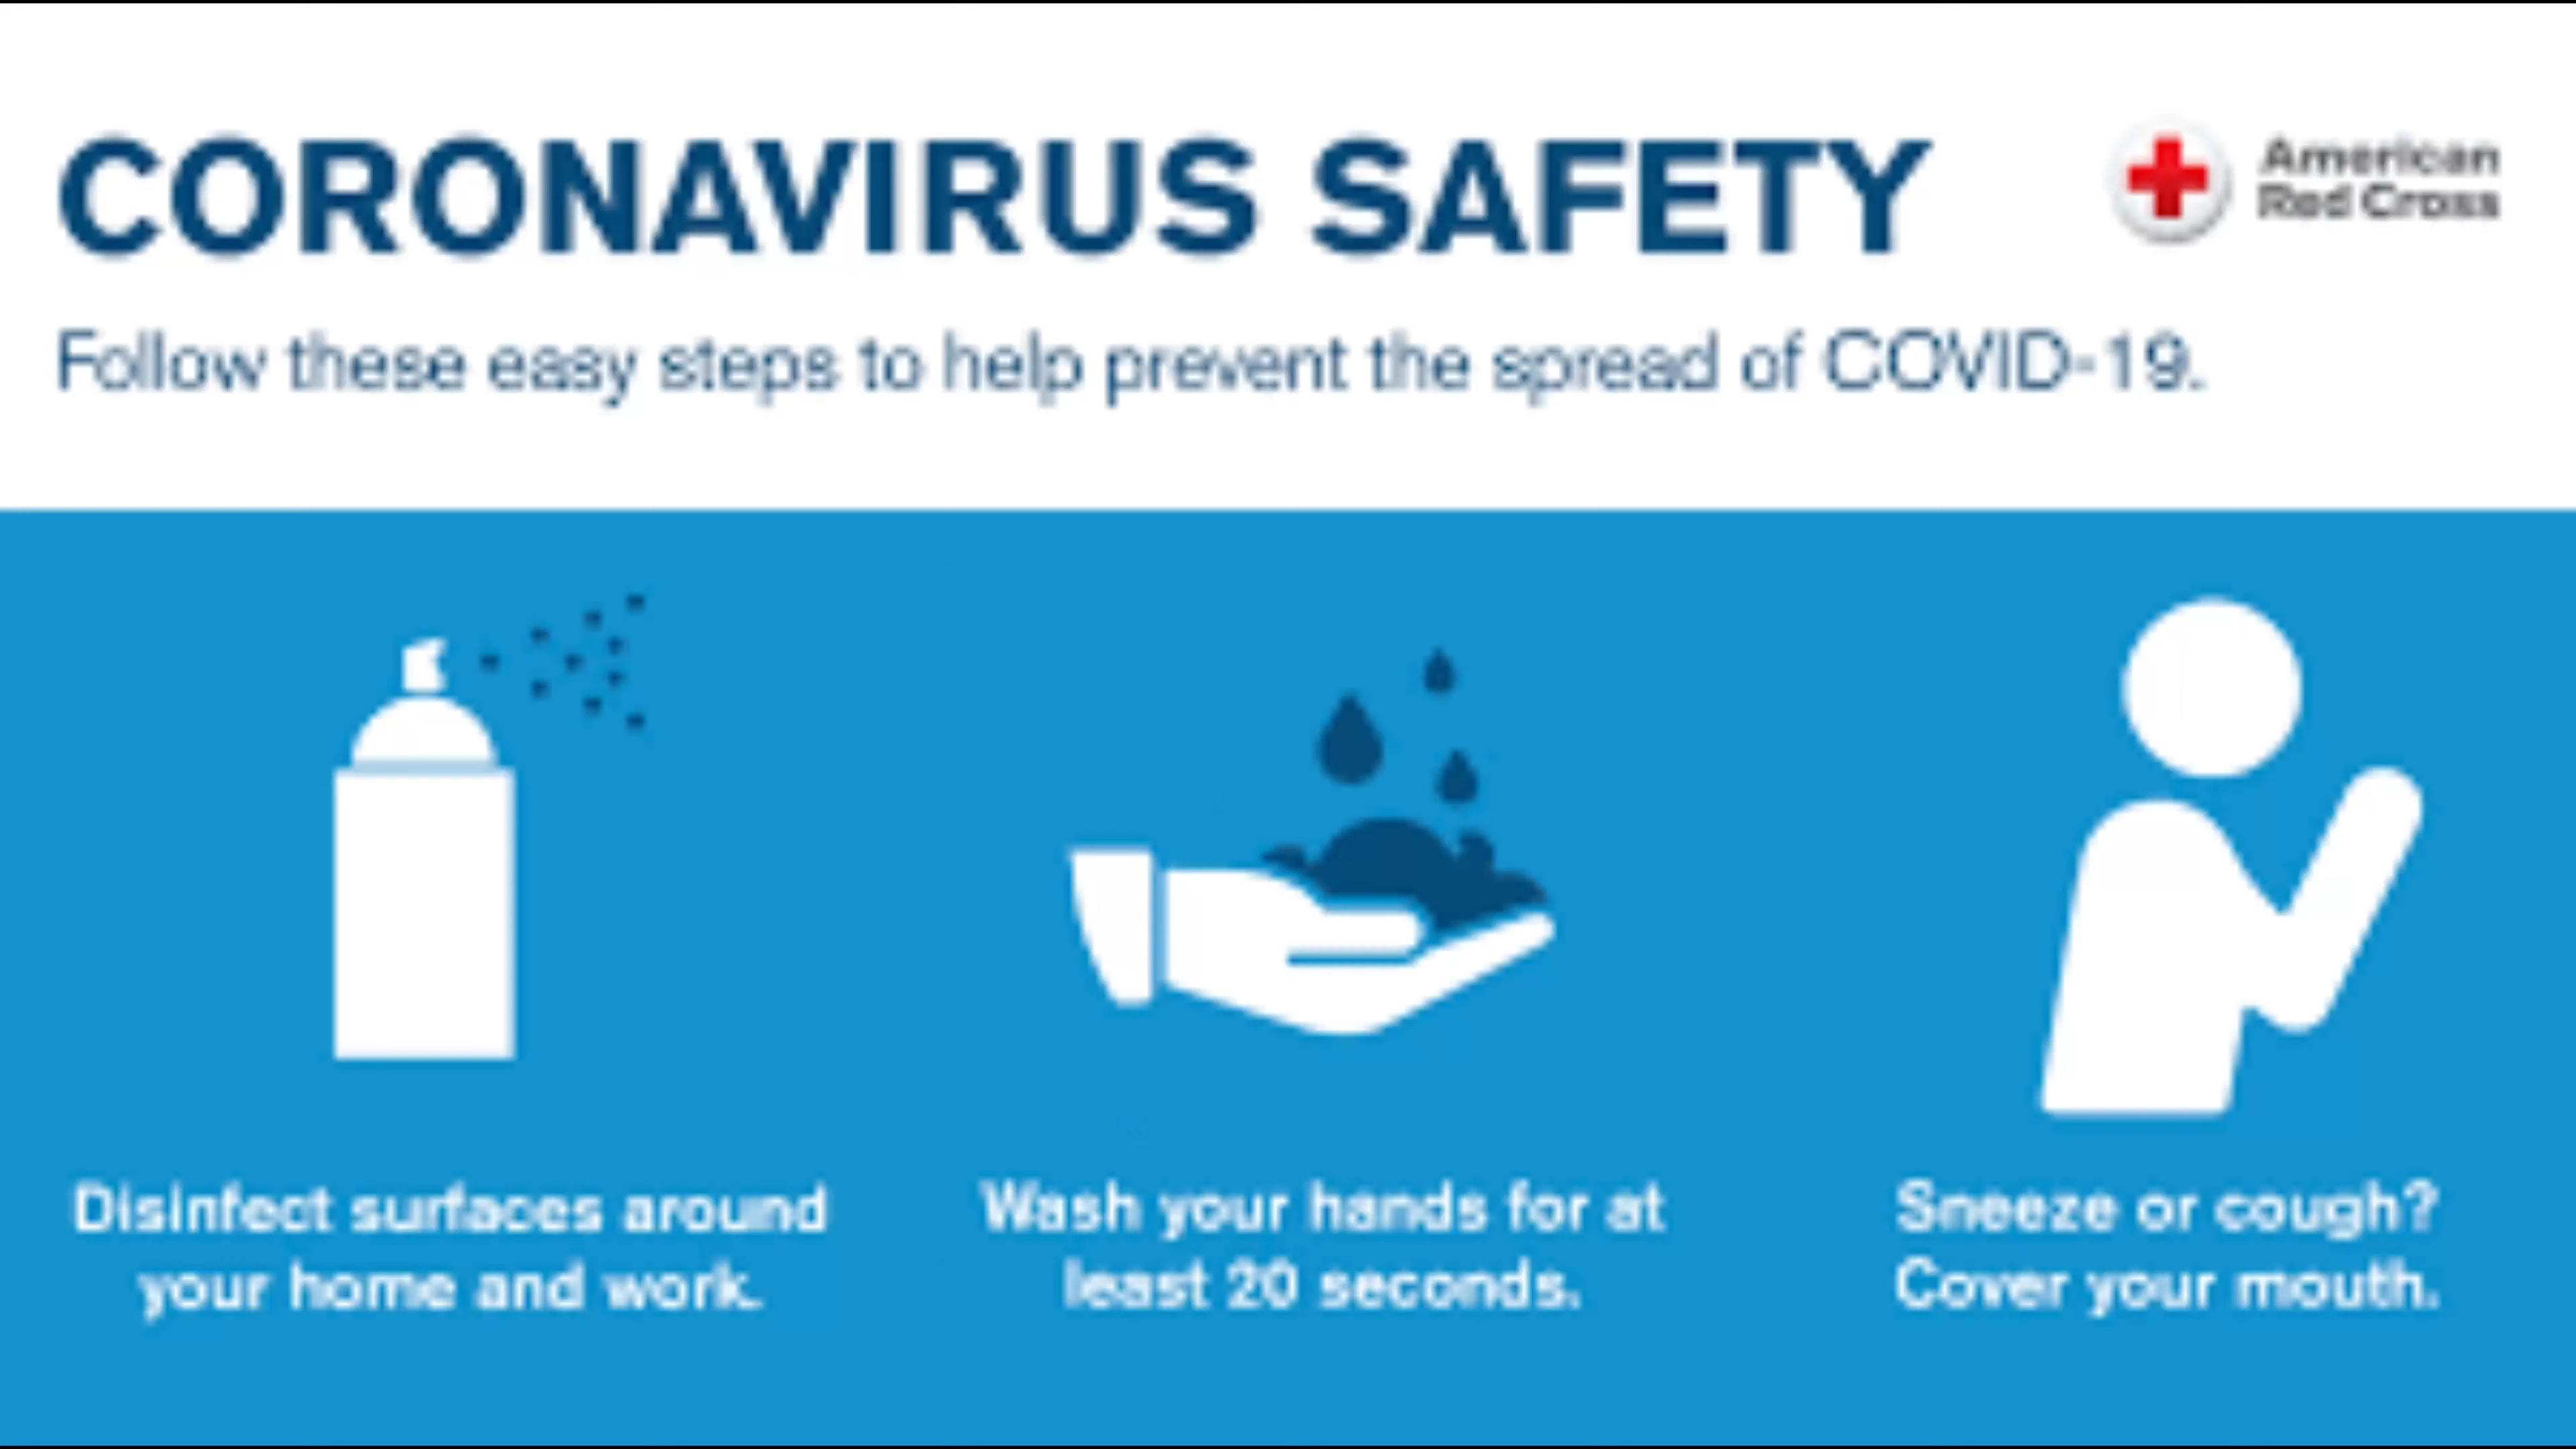 CORONAVIRUS SAFETY
American
Red Cross
Follow these easy steps to help prevent the spread of COVID-19.
Disinfect surfaces around
your home and work.
Wash your hands for at
least 20 seconds.
Sneeze or cough?
Cover your mouth.